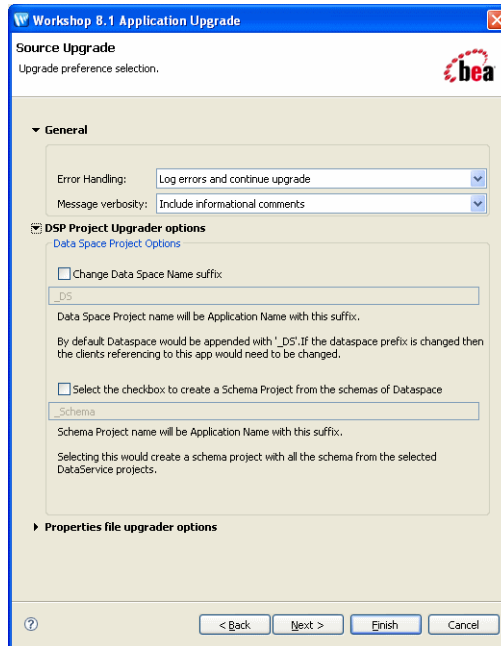 Workshop 8.1 Application Upgrade
Source Upgrade
Upgrade preference selection.
bea
General
Error Handling:
Log errors and continue upgrade
Message verbosity:
Include informational comments
DSP Project Upgrader options
Data Space Project Options
Change Data Space Name suffix
_DS
Data Space Project name will be Application Name with this suffix.
By default Dataspace would be appended with '_DS'.If the dataspace prefix is changed then
the clients referencing to this app would need to be changed.
Select the checkbox to create a Schema Project from the schemas of Dataspace
_Schema
Schema Project name will be Application Name with this suffix.
Selecting this would create a schema project with all the schema from the selected
DataService projects.
Properties file upgrader options
?
< Back
Next >
Finish
Cancel